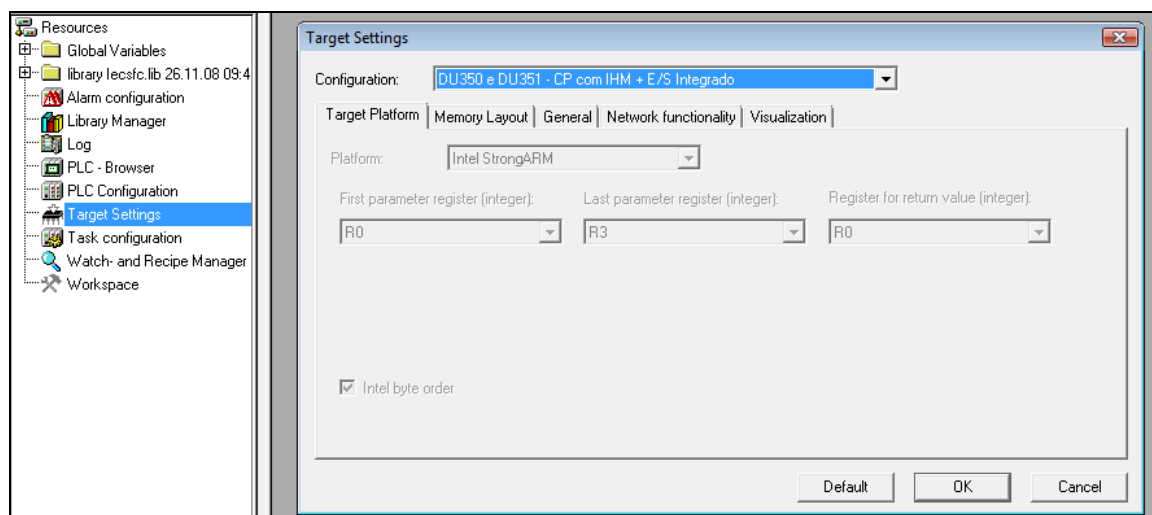 Resources
Global Variables
library Iecsfc.lib 26.11.08 09:4
Alarm configuration
Library Manager
Log
PLC - Browser
PLC Configuration
Target Settings
Task configuration
Watch- and Recipe Manager
Workspace
Target Settings
Configuration: DU350 e DU351 - CP com IHM + E/S Integrado
Target Platform Memory Layout General Network functionality Visualization
Platform: Intel StrongARM
First parameter register (integer): Last parameter register (integer): Register for return value (integer):
R0 R3 R0
Intel byte order
Default OK Cancel